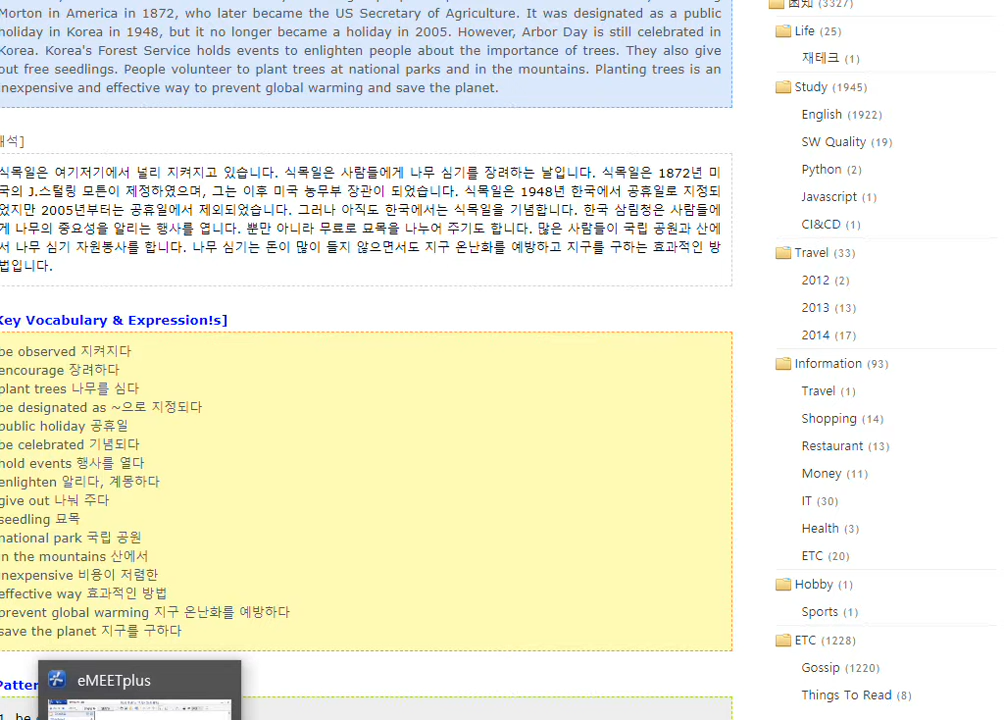 Morton in America in 1872, who later became the US Secretary of Agriculture. It was designated as a public
holiday in Korea in 1948, but it no longer became a holiday in 2005. However, Arbor Day is still celebrated in
Korea. Korea's Forest Service holds events to enlighten people about the importance of trees. They also give
out free seedlings. People volunteer to plant trees at national parks and in the mountains. Planting trees is an
inexpensive and effective way to prevent global warming and save the planet.
해석]
식목일은 여기저기에서 널리 지켜지고 있습니다. 식목일은 사람들에게 나무 심기를 장려하는 날입니다. 식목일은 1872년 미
국의 J.스털링 모튼이 제정하였으며, 그는 이후 미국 농무부 장관이 되었습니다. 식목일은 1948년 한국에서 공휴일로 지정되
었지만 2005년부터는 공휴일에서 제외되었습니다. 그러나 아직도 한국에서는 식목일을 기념합니다. 한국 삼림청은 사람들에
게 나무의 중요성을 알리는 행사를 엽니다. 뿐만 아니라 무료로 묘목을 나누어 주기도 합니다. 많은 사람들이 국립 공원과 산에
서 나무 심기 자원봉사를 합니다. 나무 심기는 돈이 많이 들지 않으면서도 지구 온난화를 예방하고 지구를 구하는 효과적인 방
법입니다.
Key Vocabulary & Expression!s]
be observed 지켜지다
encourage 장려하다
plant trees 나무를 심다
be designated as ~으로 지정되다
public holiday 공휴일
be celebrated 기념되다
hold events 행사를 열다
enlighten 알리다, 계몽하다
give out 나눠 주다
seedling 묘목
national park 국립 공원
in the mountains 산에서
inexpensive 비용이 저렴한
effective way 효과적인 방법
prevent global warming 지구 온난화를 예방하다
save the planet 지구를 구하다
Patter
1. be
eMEETplus
(3327)
Life (25)
재테크 (1)
Study (1945)
English (1922)
SW Quality (19)
Python (2)
Javascript (1)
CI&CD (1)
Travel (33)
2012 (2)
2013 (13)
2014 (17)
Information (93)
Travel (1)
Shopping (14)
Restaurant (13)
Money (11)
IT (30)
Health (3)
ETC (20)
Hobby (1)
Sports (1)
ETC (1228)
Gossip (1220)
Things To Read (8)